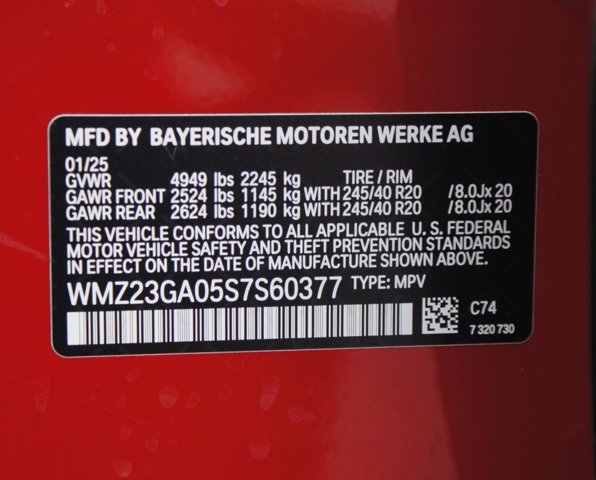 MFD BY BAYERISCHE MOTOREN WERKE AG
01/25
GVWR 4949 lbs 2245 kg TIRE / RIM
GAWR FRONT 2524 lbs 1145 kg WITH 245/40 R20 /8.0Jx 20
GAWR REAR 2624 lbs 1190 kg WITH 245/40 R20 /8.0Jx 20
THIS VEHICLE CONFORMS TO ALL APPLICABLE U. S. FEDERAL
MOTOR VEHICLE SAFETY AND THEFT PREVENTION STANDARDS
IN EFFECT ON THE DATE OF MANUFACTURE SHOWN ABOVE.
WMZ23GA05S7S60377 TYPE: MPV
C74
7 320 730